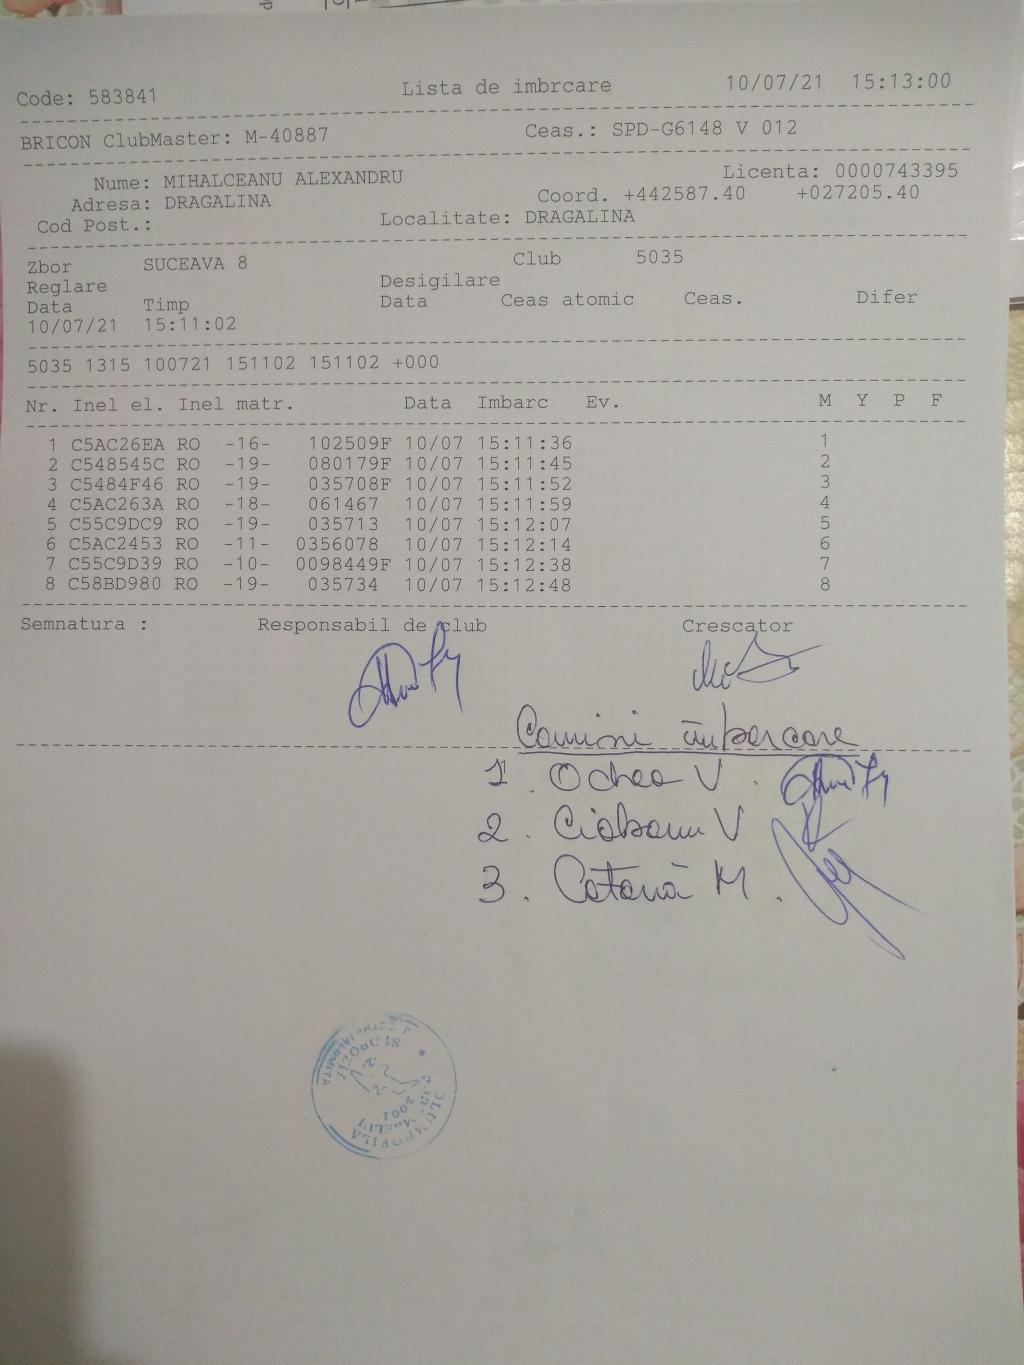 Code: 583841 Lista de imbrcare 10/07/21 15:13:00
BRICON ClubMaster: M-40887 Ceas.: SPD-G6148 V 012
Nume: MIHALCEANU ALEXANDRU Licenta: 0000743395
Adresa: DRAGALINA Coord. +442587.40 +027205.40
Cod Post.: Localitate: DRAGALINA
Zbor SUCEAVA 8 Club 5035
Reglare Desigilare
Data Timp Data Ceas atomic Ceas. Difer
10/07/21 15:11:02
5035 1315 100721 151102 151102 +000
Nr. Inel el. Inel matr. Data Imbarc Ev. M Y P F
1 C5AC26EA RO -16- 102509F 10/07 15:11:36 1
2 C548545C RO -19- 080179F 10/07 15:11:45 2
3 C5484F46 RO -19- 035708F 10/07 15:11:52 3
4 C5AC263A RO -18- 061467 10/07 15:11:59 4
5 C55C9DC9 RO -19- 035713 10/07 15:12:07 5
6 C5AC2453 RO -11- 0356078 10/07 15:12:14 6
7 C55C9D39 RO -10- 0098449F 10/07 15:12:38 7
8 C58BD980 RO -19- 035734 10/07 15:12:48 8
Semnatura : Responsabil de club Crescator
Comisni îmbarcare
1. Ochea V.
2. Ciobanu V
3. Catană M.
2002